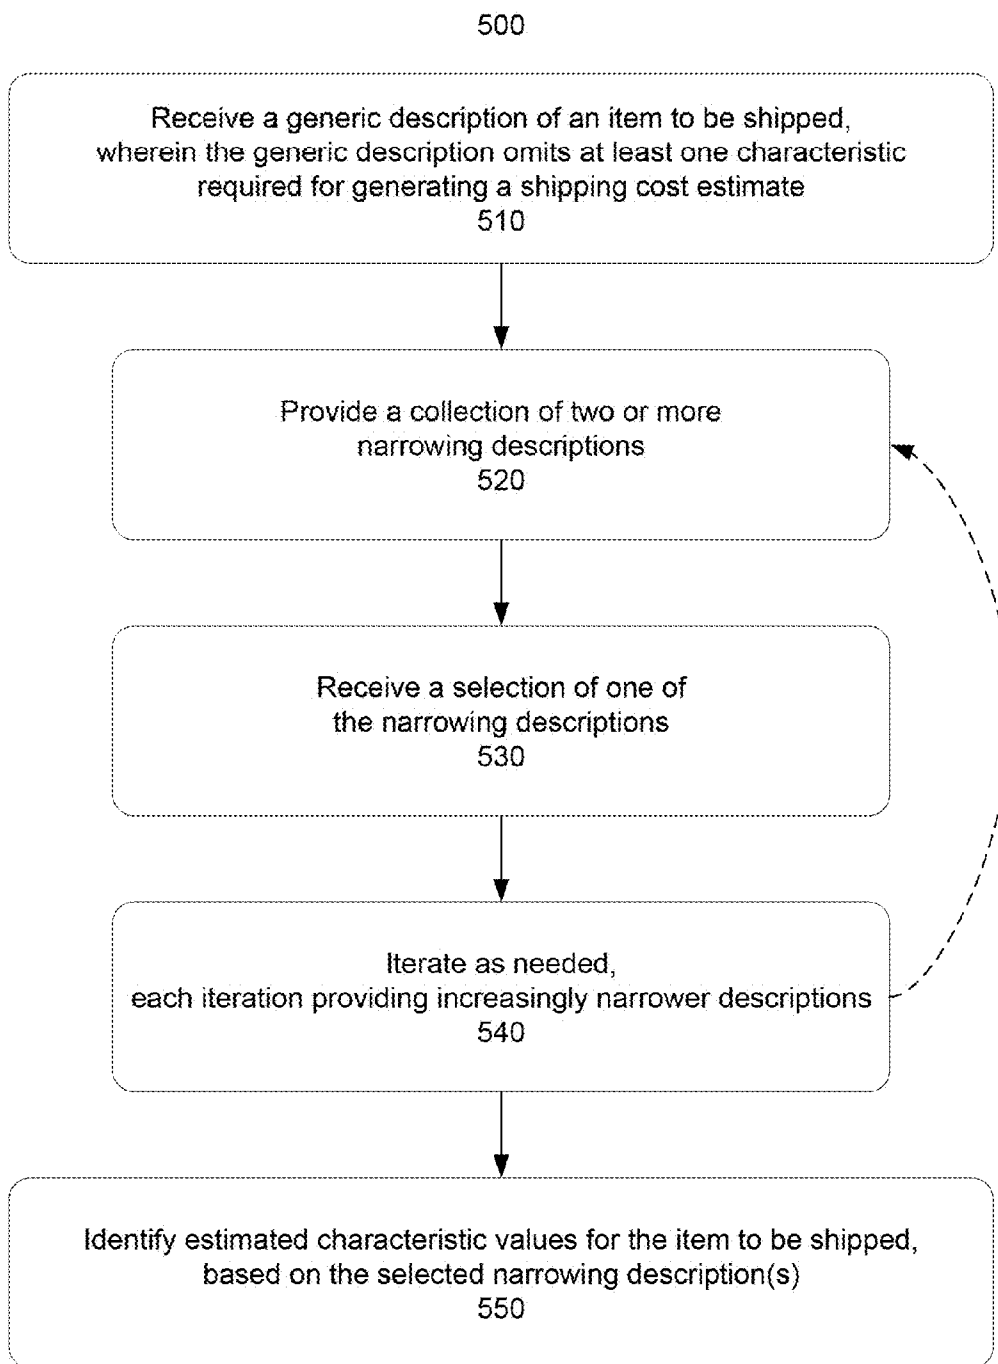 500
Receive a generic description of an item to be shipped,
wherein the generic description omits at least one characteristic
required for generating a shipping cost estimate
510
Provide a collection of two or more
narrowing descriptions
520
Receive a selection of one of
the narrowing descriptions
530
Iterate as needed,
each iteration providing increasingly narrower descriptions
540
Identify estimated characteristic values for the item to be shipped,
based on the selected narrowing description(s)
550